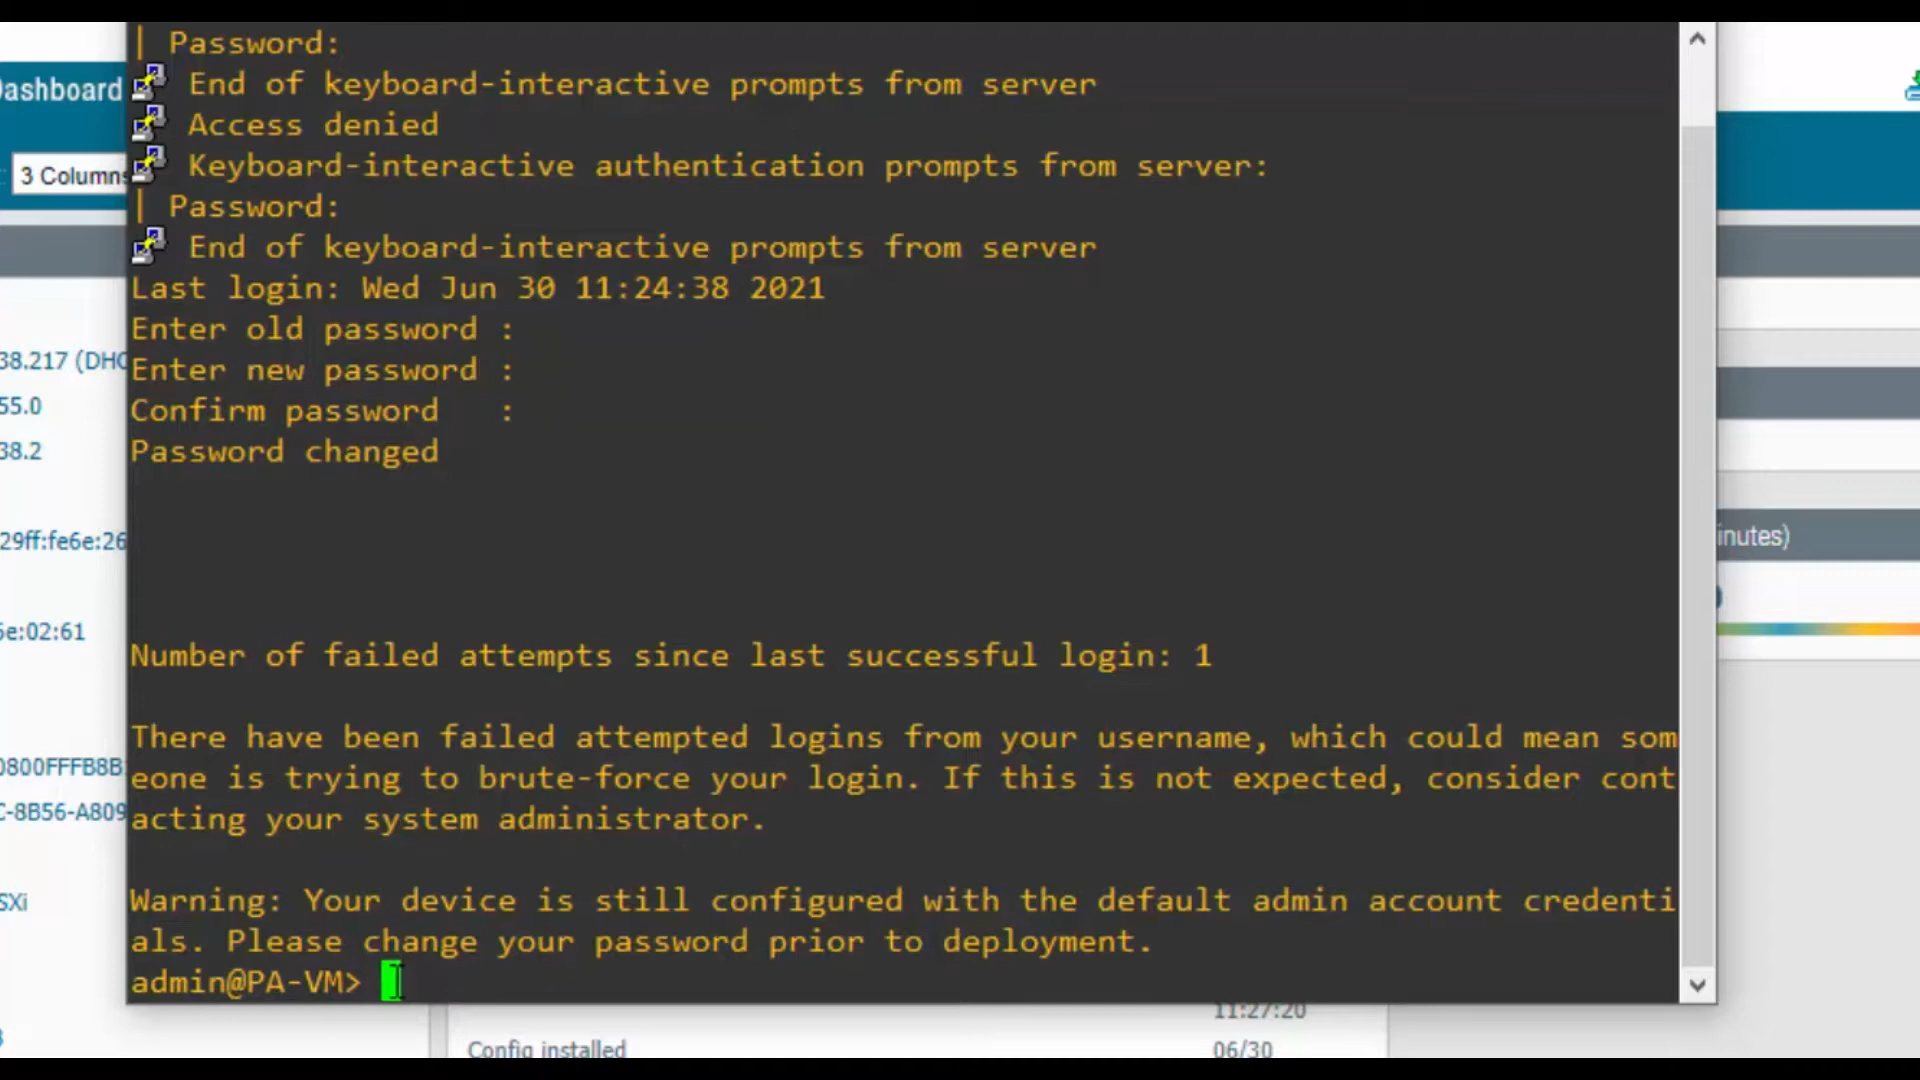 | Password:
End of keyboard-interactive prompts from server
Dashboard
Access denied
Keyboard-interactive authentication prompts from server:
3 Columns
| Password:
End of keyboard-interactive prompts from server
Last login: Wed Jun 30 11:24:38 2021
Enter old password :
38.217 (DHC
Enter new password :
55.0
Confirm password   :
38.2
Password changed
29ff:fe6e:26
inutes)
6e:02:61
Number of failed attempts since last successful login: 1
There have been failed attempted logins from your username, which could mean som
0800FFFB8B
eone is trying to brute-force your login. If this is not expected, consider cont
C-8B56-A809
acting your system administrator.
SXi
Warning: Your device is still configured with the default admin account credenti
als. Please change your password prior to deployment.
admin@PA-VM>
11:27:20
Config installed
06/30